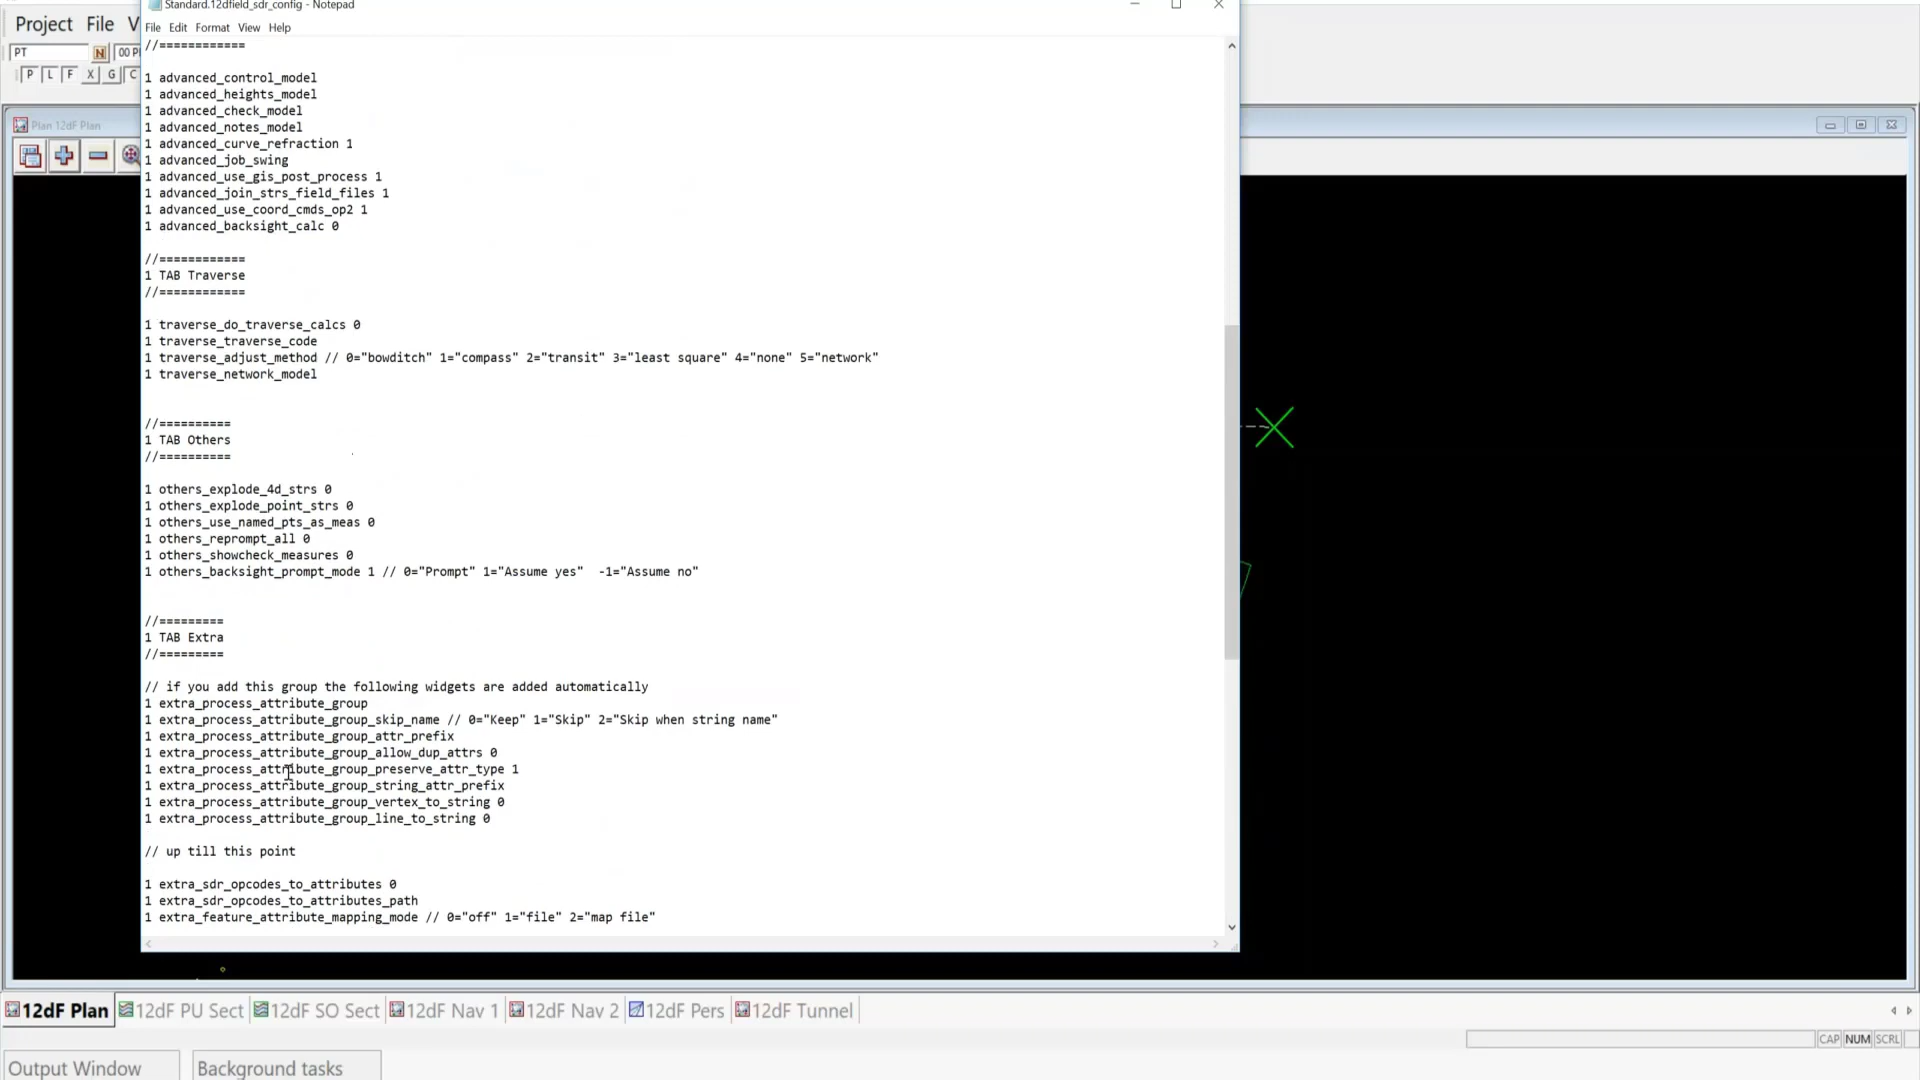 Standard.12dfield_sdr_config - Notepad
Project File V
File Edit Format View Help
PT
N
00 P
P L F X G C
Plan 12dF Plan
//============
1 advanced_control_model
1 advanced_heights_model
1 advanced_check_model
1 advanced_notes_model
1 advanced_curve_refraction 1
1 advanced_job_swing
1 advanced_use_gis_post_process 1
1 advanced_join_strs_field_files 1
1 advanced_use_coord_cmds_op2 1
1 advanced_backsight_calc 0
//============
1 TAB Traverse
//============
1 traverse_do_traverse_calcs 0
1 traverse_traverse_code
1 traverse_adjust_method // 0="bowditch" 1="compass" 2="transit" 3="least square" 4="none" 5="network"
1 traverse_network_model
//==========
1 TAB Others
//==========
1 others_explode_4d_strs 0
1 others_explode_point_strs 0
1 others_use_named_pts_as_meas 0
1 others_reprompt_all 0
1 others_showcheck_measures 0
1 others_backsight_prompt_mode 1 // 0="Prompt" 1="Assume yes"  -1="Assume no"
//=========
1 TAB Extra
//=========
// if you add this group the following widgets are added automatically
1 extra_process_attribute_group
1 extra_process_attribute_group_skip_name // 0="Keep" 1="Skip" 2="Skip when string name"
1 extra_process_attribute_group_attr_prefix
1 extra_process_attribute_group_allow_dup_attrs 0
1 extra_process_attribute_group_preserve_attr_type 1
1 extra_process_attribute_group_string_attr_prefix
1 extra_process_attribute_group_vertex_to_string 0
1 extra_process_attribute_group_line_to_string 0
// up till this point
1 extra_sdr_opcodes_to_attributes 0
1 extra_sdr_opcodes_to_attributes_path
1 extra_feature_attribute_mapping_mode // 0="off" 1="file" 2="map file"
12dF Plan 12dF PU Sect 12dF SO Sect 12dF Nav 1 12dF Nav 2 12dF Pers 12dF Tunnel
CAP NUM SCRL
Output Window Background tasks